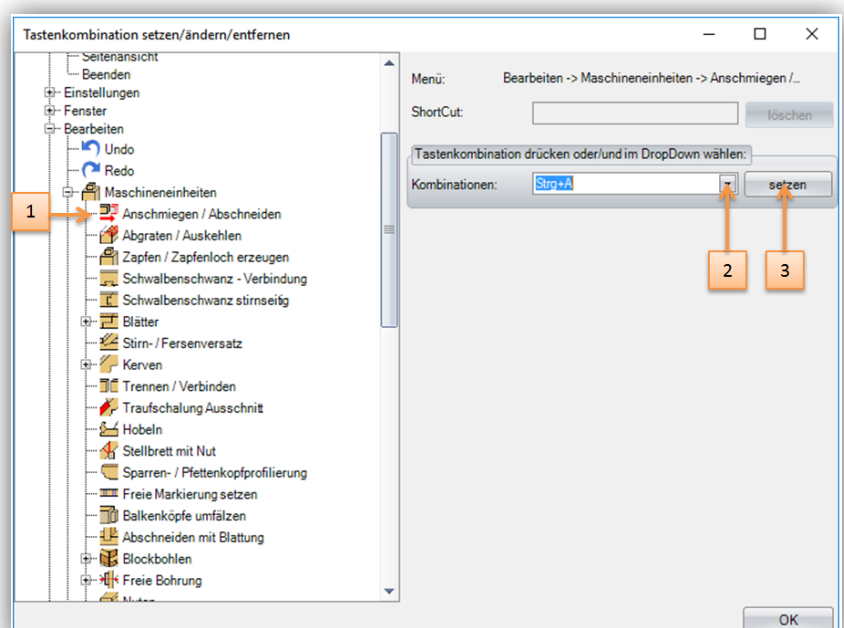 Tastenkombination setzen/ändern/entfernen
Seitenansicht
Beenden
Einstellungen
Fenster
Bearbeiten
Undo
Redo
Maschineneinheiten
1
Anschmiegen / Abschneiden
Abgraten / Auskehlen
Zapfen / Zapfenloch erzeugen
Schwalbenschwanz - Verbindung
Schwalbenschwanz stirnseitig
Blätter
Stirn- / Fersenversatz
Kerven
Trennen / Verbinden
Traufschalung Ausschnitt
Hobeln
Stellbrett mit Nut
Sparren- / Pfettenkopfprofilierung
Freie Markierung setzen
Balkenköpfe umfälzen
Abschneiden mit Blattung
Blockbohlen
Freie Bohrung
Nuten
Menü: Bearbeiten -> Maschineneinheiten -> Anschmiegen /...
ShortCut: löschen
Tastenkombination drücken oder/und im DropDown wählen:
Kombinationen: Strg+A setzen
2 3
OK